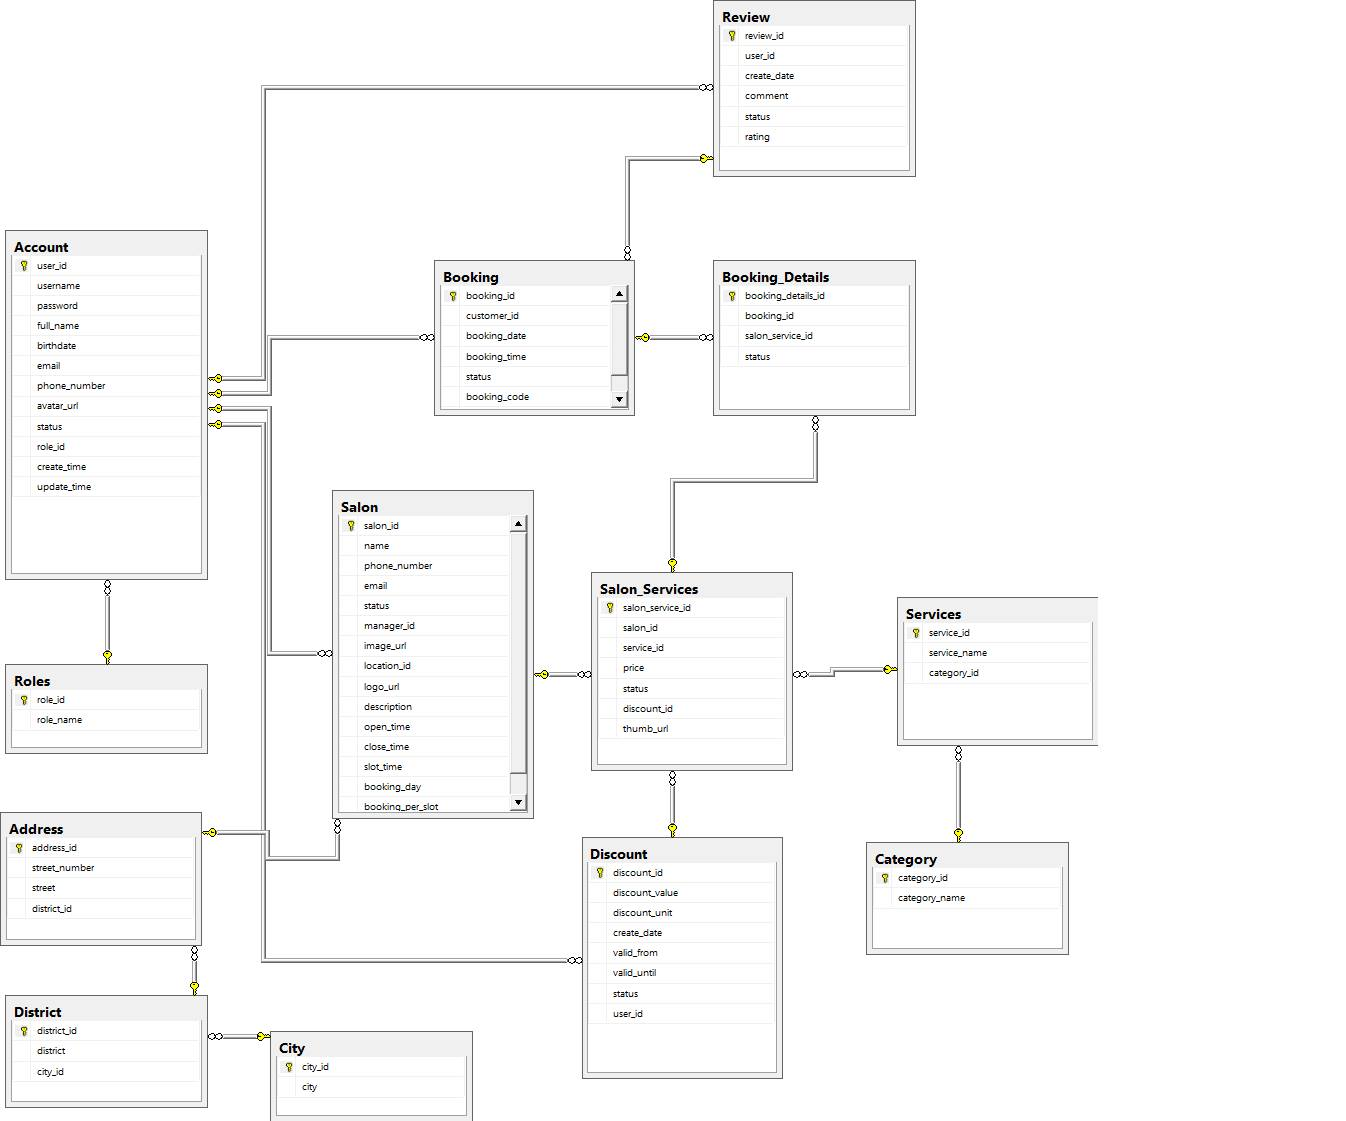 Review
review_id
user_id
create_date
comment
status
rating
Account
user_id
username
password
full_name
birthdate
email
phone_number
avatar_url
status
role_id
create_time
update_time
Booking
booking_id
customer_id
booking_date
booking_time
status
booking_code
Booking_Details
booking_details_id
booking_id
salon_service_id
status
Salon
salon_id
name
phone_number
email
status
manager_id
image_url
location_id
logo_url
description
open_time
close_time
slot_time
booking_day
booking_per_slot
Salon_Services
salon_service_id
salon_id
service_id
price
status
discount_id
thumb_url
Services
service_id
service_name
category_id
Roles
role_id
role_name
Address
address_id
street_number
street
district_id
Discount
discount_id
discount_value
discount_unit
create_date
valid_from
valid_until
status
user_id
Category
category_id
category_name
District
district_id
district
city_id
City
city_id
city